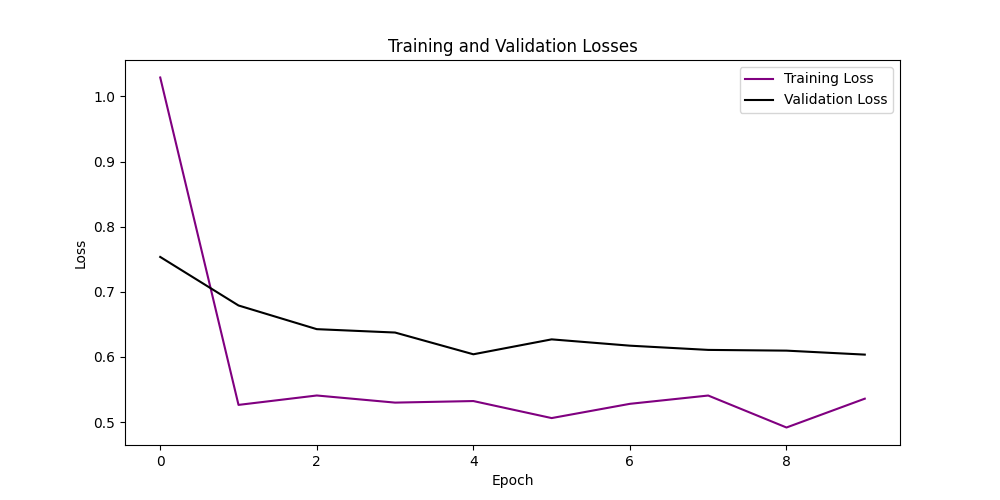 Training and Validation Losses
Training Loss
Validation Loss
1.0
0.9
0.8
0.7
0.6
0.5
Loss
0
2
4
6
8
Epoch